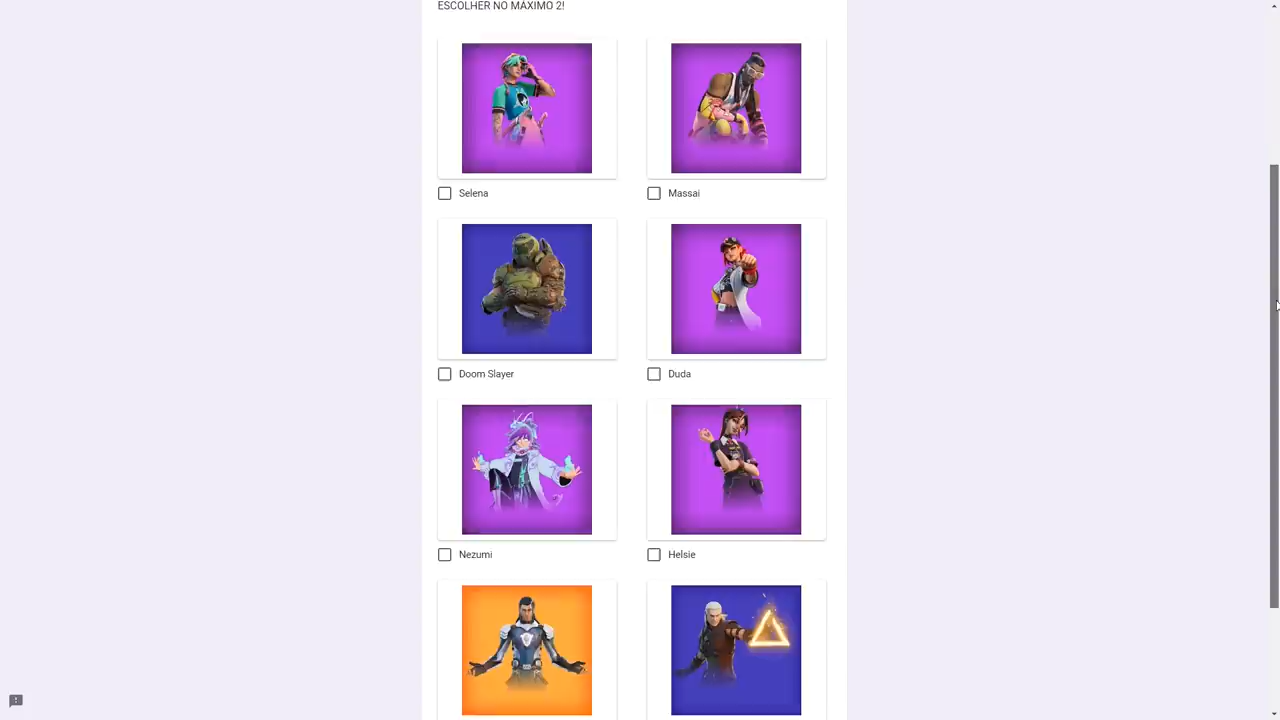 ESCOLHER NO MÁXIMO 2!
Selena
Massai
Doom Slayer
Duda
Nezumi
Helsie